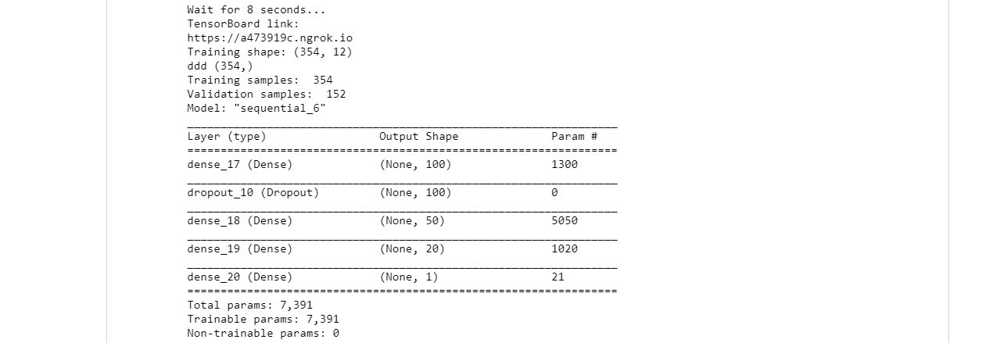 Wait for 8 seconds...
TensorBoard link:
https://a473919c.ngrok.io
Training shape: (354, 12)
ddd (354,)
Training samples:  354
Validation samples:  152
Model: "sequential_6"
_________________________________________________________________
Layer (type)                 Output Shape              Param #
=================================================================
dense_17 (Dense)             (None, 100)               1300
_________________________________________________________________
dropout_10 (Dropout)         (None, 100)               0
_________________________________________________________________
dense_18 (Dense)             (None, 50)                5050
_________________________________________________________________
dense_19 (Dense)             (None, 20)                1020
_________________________________________________________________
dense_20 (Dense)             (None, 1)                 21
=================================================================
Total params: 7,391
Trainable params: 7,391
Non-trainable params: 0